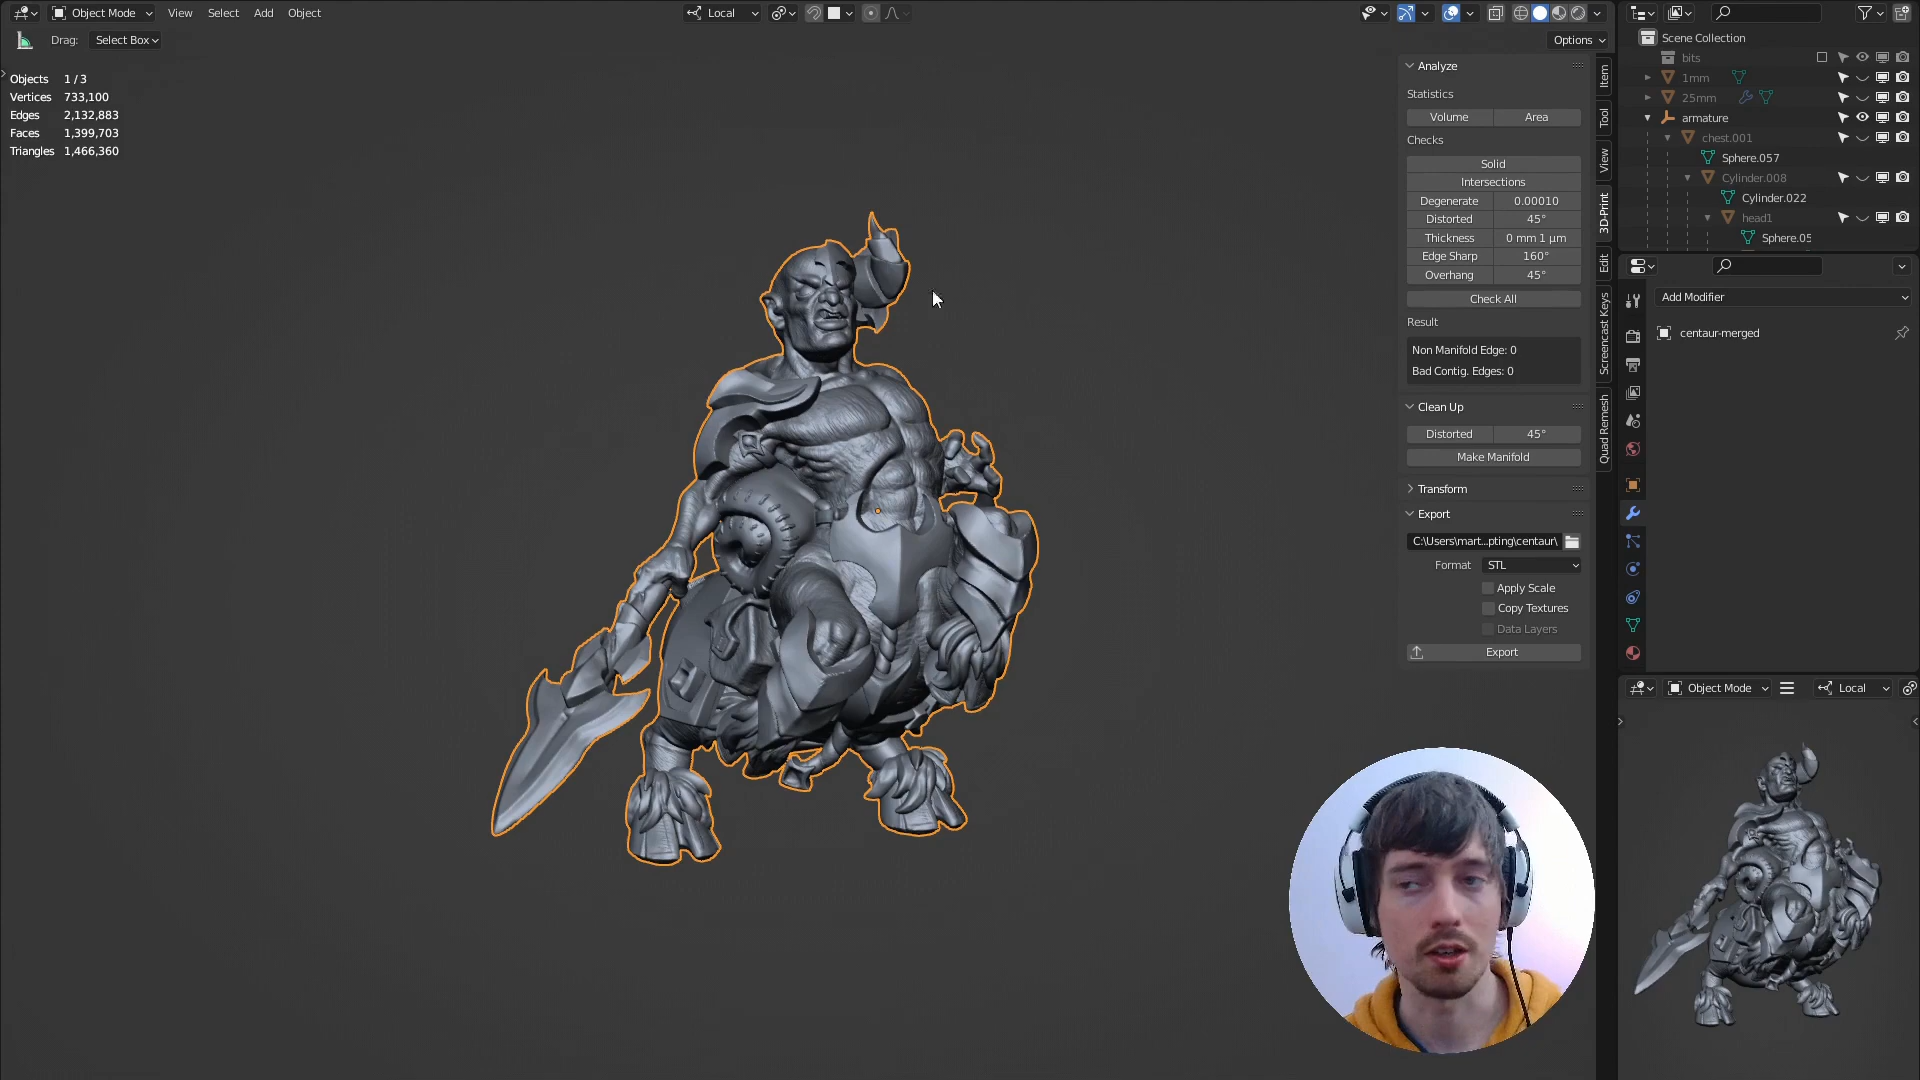 Object Mode
View
Select
Add
Object
Local
Drag:
Select Box
Options
Objects 1 / 3
Vertices 733,100
Edges 2,132,883
Faces 1,399,703
Triangles 1,466,360
Analyze
Statistics
Volume
Area
Checks
Solid
Intersections
Degenerate 0.00010
Distorted 45°
Thickness 0 mm 1 µm
Edge Sharp 160°
Overhang 45°
Check All
Result
Non Manifold Edge: 0
Bad Contig. Edges: 0
Clean Up
Distorted 45°
Make Manifold
Transform
Export
C:\Users\mart...pting\centaur\
Format STL
Apply Scale
Copy Textures
Data Layers
Export
Item
Tool
View
3D-Print
Edit
Screencast Keys
Quad Remesh
Scene Collection
bits
1mm
25mm
armature
chest.001
Sphere.057
Cylinder.008
Cylinder.022
head1
Sphere.05
Add Modifier
centaur-merged
Object Mode
Local